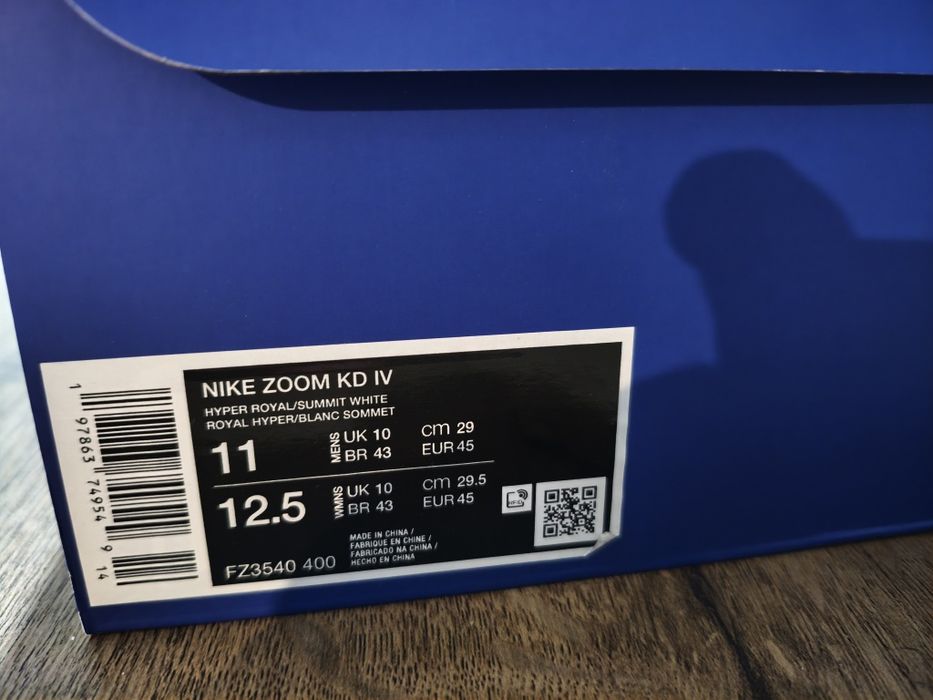 NIKE ZOOM KD IV
HYPER ROYAL/SUMMIT WHITE
ROYAL HYPER/BLANC SOMMET
11 MENS UK 10 cm 29
BR 43 EUR 45
12.5 WMNS UK 10 cm 29.5
BR 43 EUR 45
FZ3540 400
MADE IN CHINA /
FABRIQUE EN CHINE /
FABRICADO NA CHINA /
HECHO EN CHINA
RFID
1 97863 74954 9 14